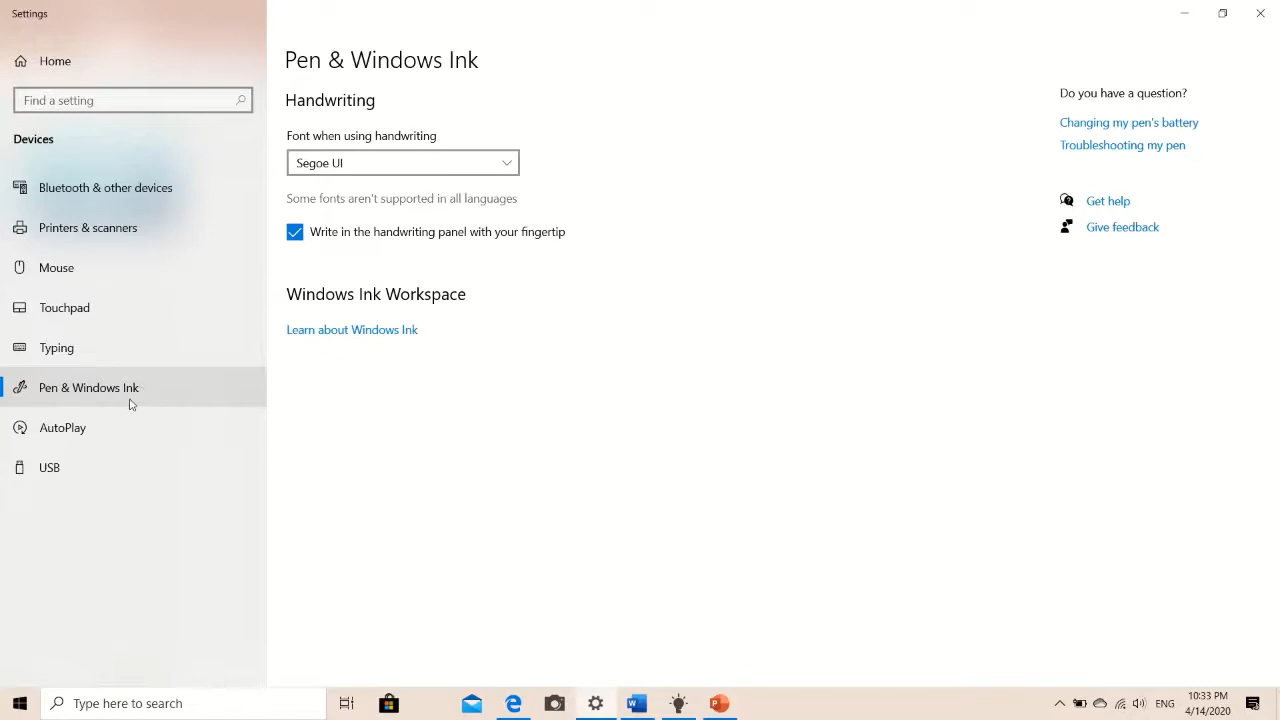 Settings
Home
Find a setting
Devices
Bluetooth & other devices
Printers & scanners
Mouse
Touchpad
Typing
Pen & Windows Ink
AutoPlay
USB
Pen & Windows Ink
Handwriting
Font when using handwriting
Segoe UI
Some fonts aren't supported in all languages
Write in the handwriting panel with your fingertip
Windows Ink Workspace
Learn about Windows Ink
Do you have a question?
Changing my pen's battery
Troubleshooting my pen
Get help
Give feedback
Type here to search
ENG
10:33 PM
4/14/2020